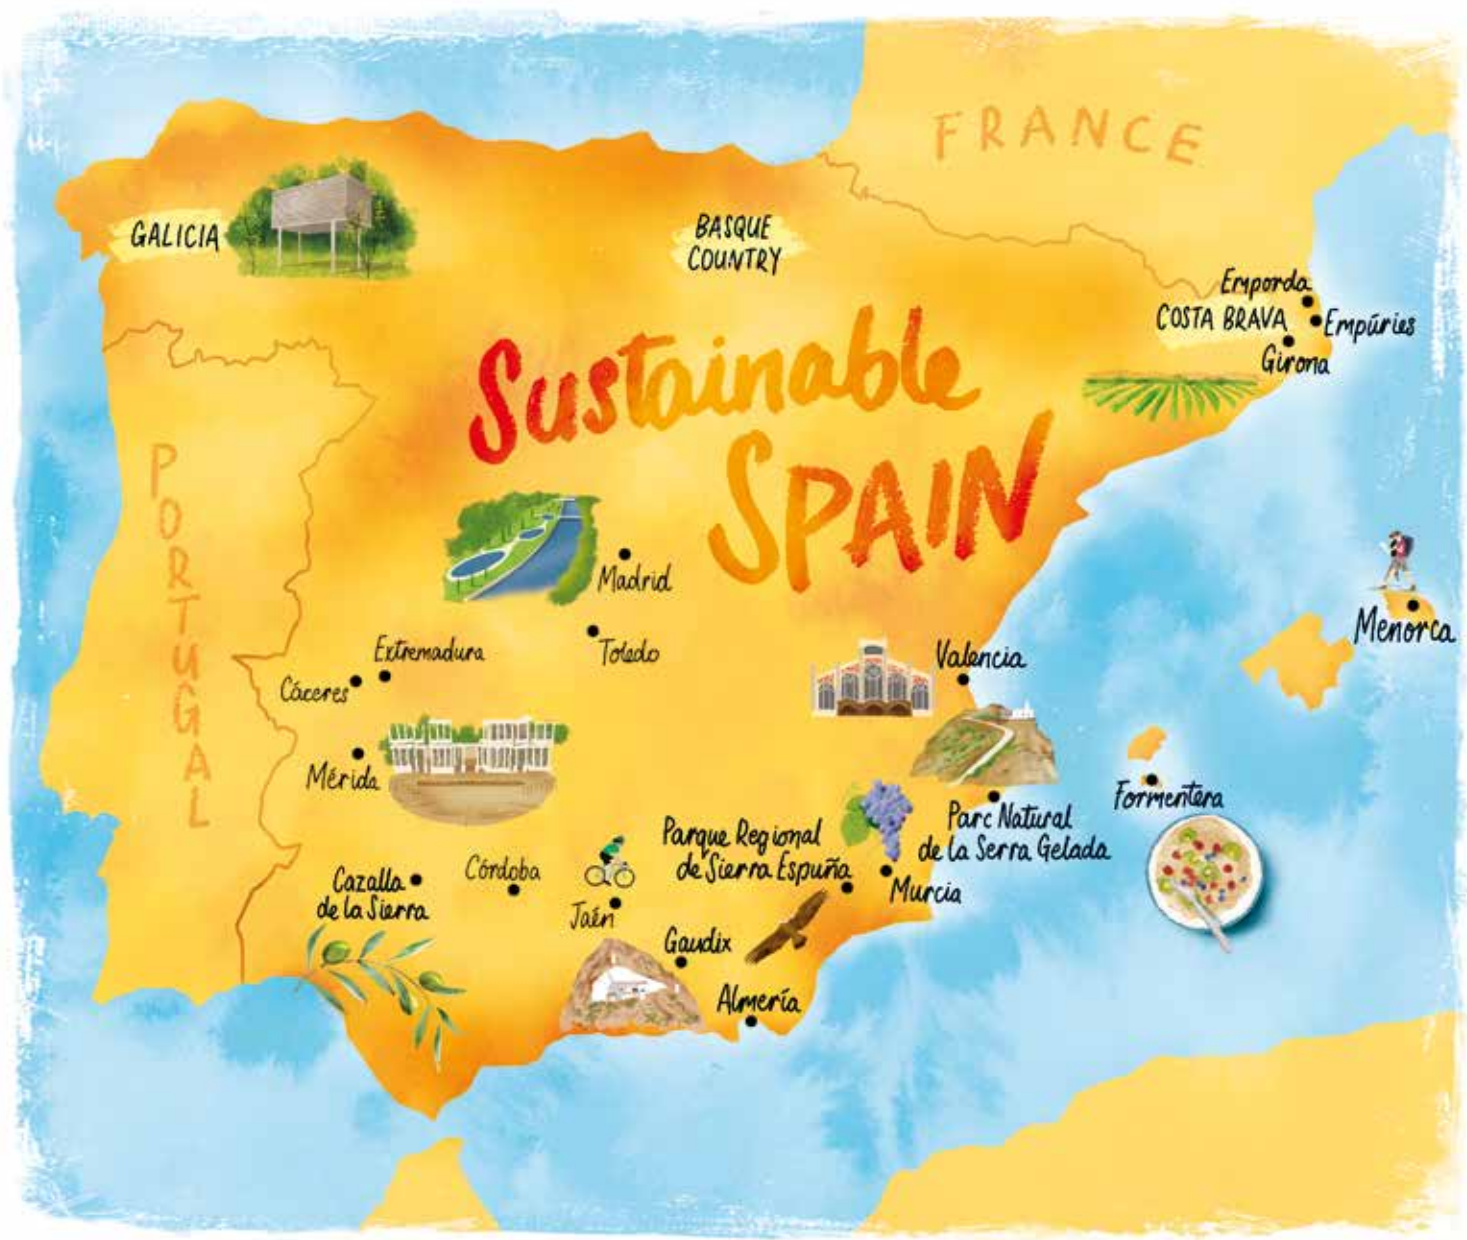 FRANCE
GALICIA
BASQUE
COUNTRY
Emporda
COSTA BRAVA
Empúries
Girona
Sustainable
SPAIN
PORTUGAL
Madrid
Toledo
Extremadura
Cáceres
Mérida
Valencia
Menorca
Formentera
Parc Natural
de la Serra Gelada
Parque Regional
de Sierra Espuña
Murcia
Córdoba
Cazalla
de la Sierra
Jaén
Gaudix
Almería